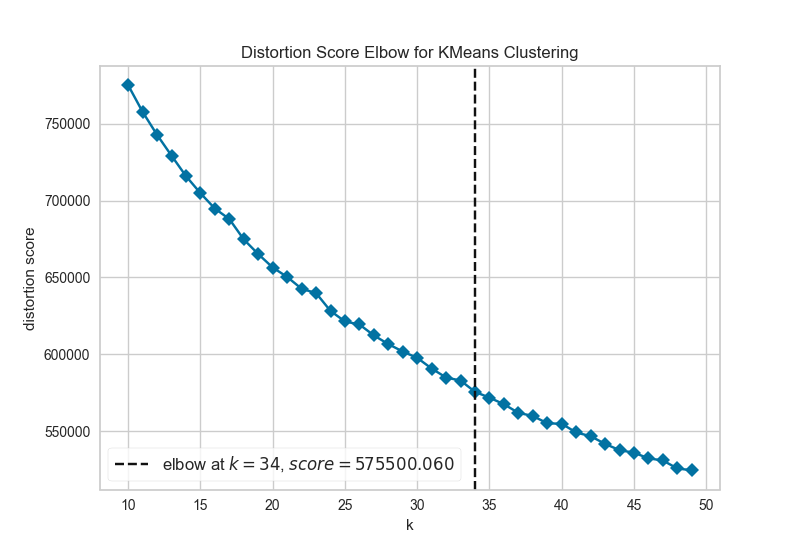 Distortion Score Elbow for KMeans Clustering
distortion score
750000
700000
650000
600000
550000
elbow at k = 34, score = 575500.060
10 15 20 25 30 35 40 45 50
k